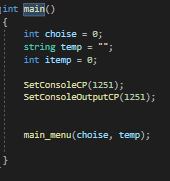 int main()
{
int choise = 0;
string temp = "";
int itemp = 0;
SetConsoleCP(1251);
SetConsoleOutputCP(1251);
main_menu(choise, temp);
}